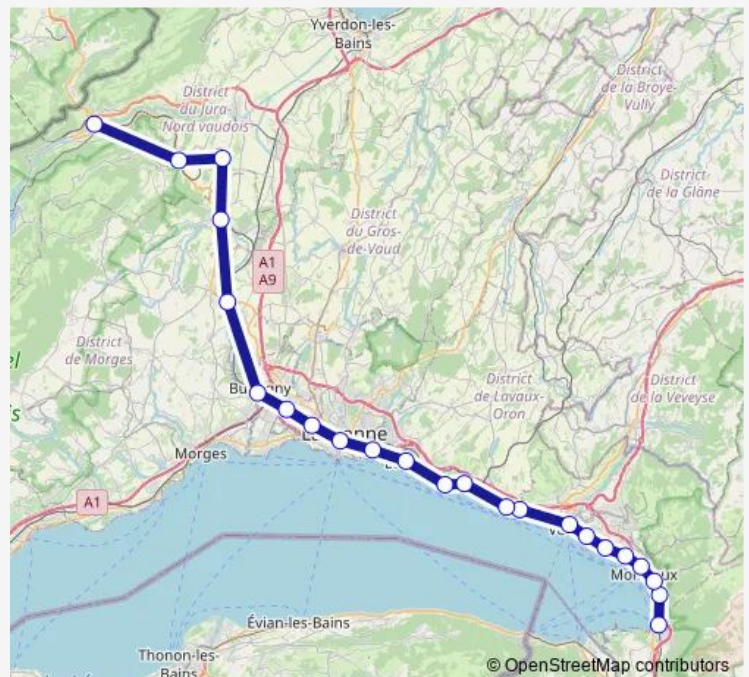 Yverdon-les-
Bains
District
de la Broye-
Vully
District
du Jura-
Nord vaudois
District
de la Glâne
District
du Gros-
de-Vaud
A1
A9
District
de Morges
District
de Lavaux-
Oron
District
de la Veveyse
Morges
A1
Évian-les-Bains
Thonon-les-
Bains
© OpenStreetMap contributors